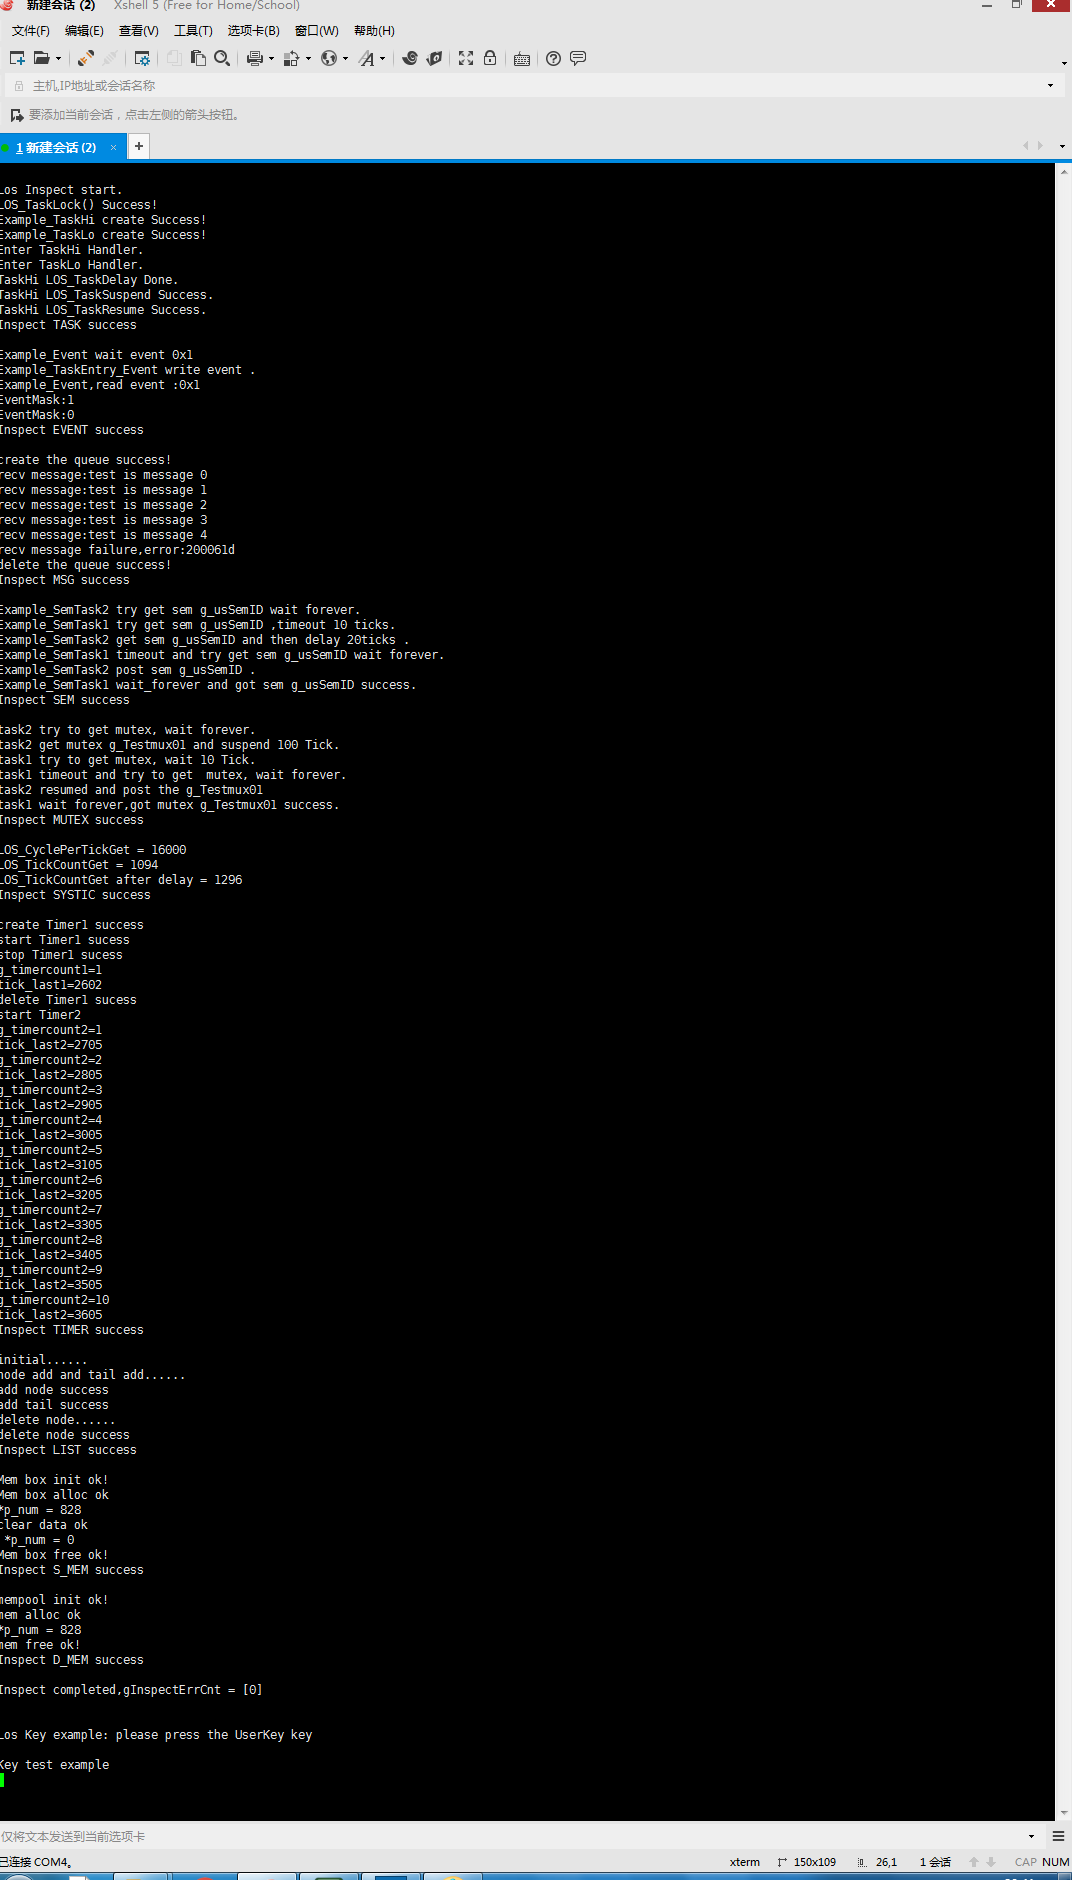 新建会话 (2) Xshell 5 (Free for Home/School)
文件(F) 编辑(E) 查看(V) 工具(T) 选项卡(B) 窗口(W) 帮助(H)
主机,IP地址或会话名称
要添加当前会话，点击左侧的箭头按钮。
1 新建会话 (2) × +
Los Inspect start.
LOS_TaskLock() Success!
Example_TaskHi create Success!
Example_TaskLo create Success!
Enter TaskHi Handler.
Enter TaskLo Handler.
TaskHi LOS_TaskDelay Done.
TaskHi LOS_TaskSuspend Success.
TaskHi LOS_TaskResume Success.
Inspect TASK success
Example_Event wait event 0x1
Example_TaskEntry_Event write event .
Example_Event,read event :0x1
EventMask:1
EventMask:0
Inspect EVENT success
create the queue success!
recv message:test is message 0
recv message:test is message 1
recv message:test is message 2
recv message:test is message 3
recv message:test is message 4
recv message failure,error:200061d
delete the queue success!
Inspect MSG success
Example_SemTask2 try get sem g_usSemID wait forever.
Example_SemTask1 try get sem g_usSemID ,timeout 10 ticks.
Example_SemTask2 get sem g_usSemID and then delay 20ticks .
Example_SemTask1 timeout and try get sem g_usSemID wait forever.
Example_SemTask2 post sem g_usSemID .
Example_SemTask1 wait_forever and got sem g_usSemID success.
Inspect SEM success
task2 try to get mutex, wait forever.
task2 get mutex g_Testmux01 and suspend 100 Tick.
task1 try to get mutex, wait 10 Tick.
task1 timeout and try to get  mutex, wait forever.
task2 resumed and post the g_Testmux01
task1 wait forever,got mutex g_Testmux01 success.
Inspect MUTEX success
LOS_CyclePerTickGet = 16000
LOS_TickCountGet = 1094
LOS_TickCountGet after delay = 1296
Inspect SYSTIC success
create Timer1 success
start Timer1 sucess
stop Timer1 sucess
g_timercount1=1
tick_last1=2602
delete Timer1 sucess
start Timer2
g_timercount2=1
tick_last2=2705
g_timercount2=2
tick_last2=2805
g_timercount2=3
tick_last2=2905
g_timercount2=4
tick_last2=3005
g_timercount2=5
tick_last2=3105
g_timercount2=6
tick_last2=3205
g_timercount2=7
tick_last2=3305
g_timercount2=8
tick_last2=3405
g_timercount2=9
tick_last2=3505
g_timercount2=10
tick_last2=3605
Inspect TIMER success
initial......
node add and tail add......
add node success
add tail success
delete node......
delete node success
Inspect LIST success
Mem box init ok!
Mem box alloc ok
*p_num = 828
clear data ok
 *p_num = 0
Mem box free ok!
Inspect S_MEM success
mempool init ok!
mem alloc ok
*p_num = 828
mem free ok!
Inspect D_MEM success
Inspect completed,gInspectErrCnt = [0]
Los Key example: please press the UserKey key
Key test example
仅将文本发送到当前选项卡
已连接 COM4。 xterm 150x109 26,1 1 会话 CAP NUM